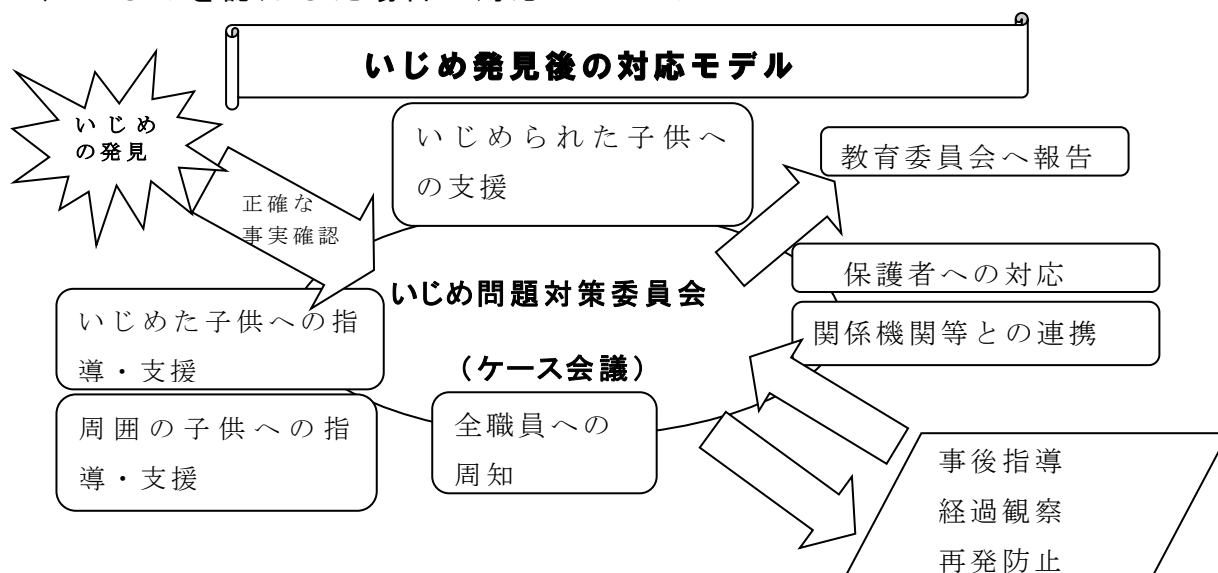 いじめ発見後の対応モデル
いじめ
の発見
正確な
事実確認
いじめられた子供へ
の支援
教育委員会へ報告
保護者への対応
関係機関等との連携
いじめ問題対策委員会
（ケース会議）
いじめた子供への指
導・支援
周囲の子供への指
導・支援
全職員への
周知
事後指導
経過観察
再発防止